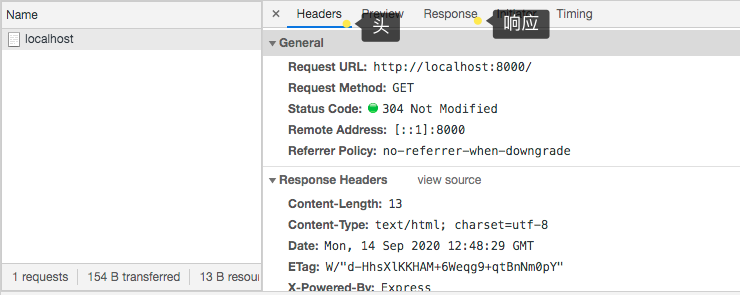 Name
× Headers Preview Response Initiator Timing
头
响应
localhost
General
Request URL: http://localhost:8000/
Request Method: GET
Status Code: 304 Not Modified
Remote Address: [::1]:8000
Referrer Policy: no-referrer-when-downgrade
Response Headers view source
Content-Length: 13
Content-Type: text/html; charset=utf-8
Date: Mon, 14 Sep 2020 12:48:29 GMT
ETag: W/"d-HhsXlKKHAM+6Weqg9+qtBnNm0pY"
X-Powered-By: Express
1 requests 154 B transferred 13 B resou